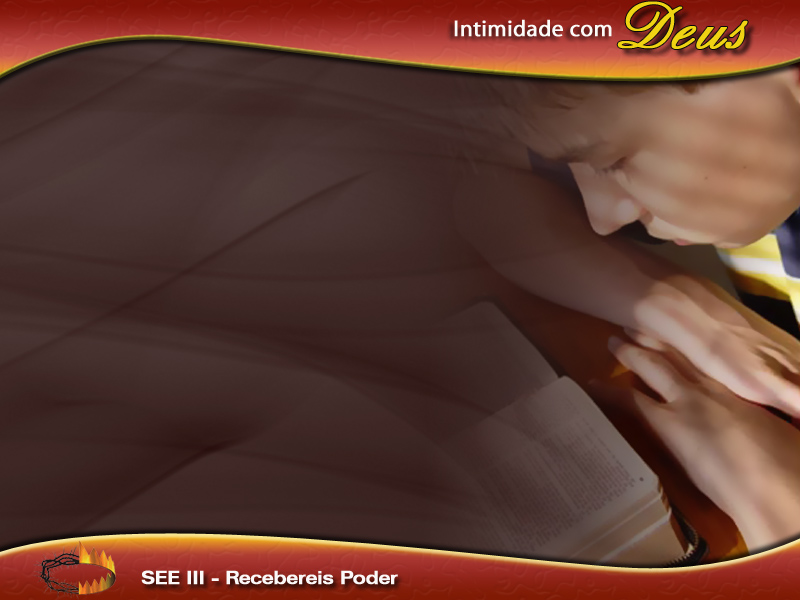 Intimidade com Deus
SEE III - Recebereis Poder